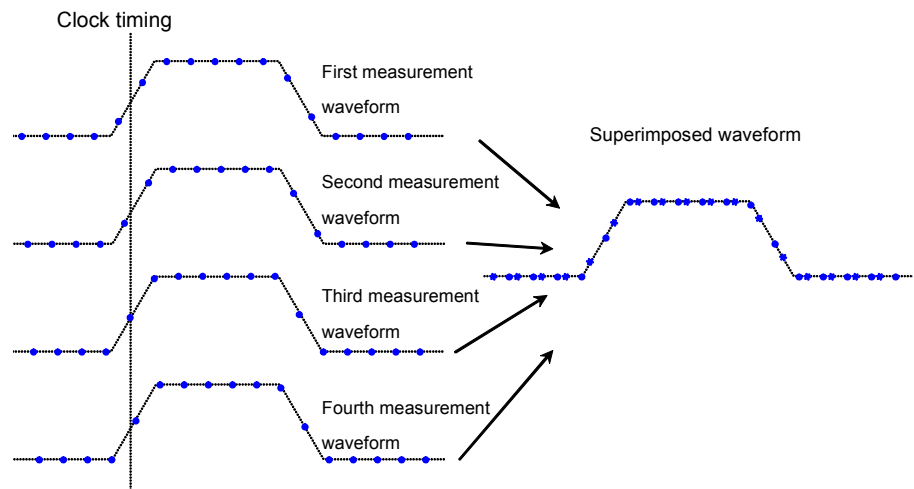 Clock timing
First measurement
waveform
Superimposed waveform
Second measurement
waveform
Third measurement
waveform
Fourth measurement
waveform